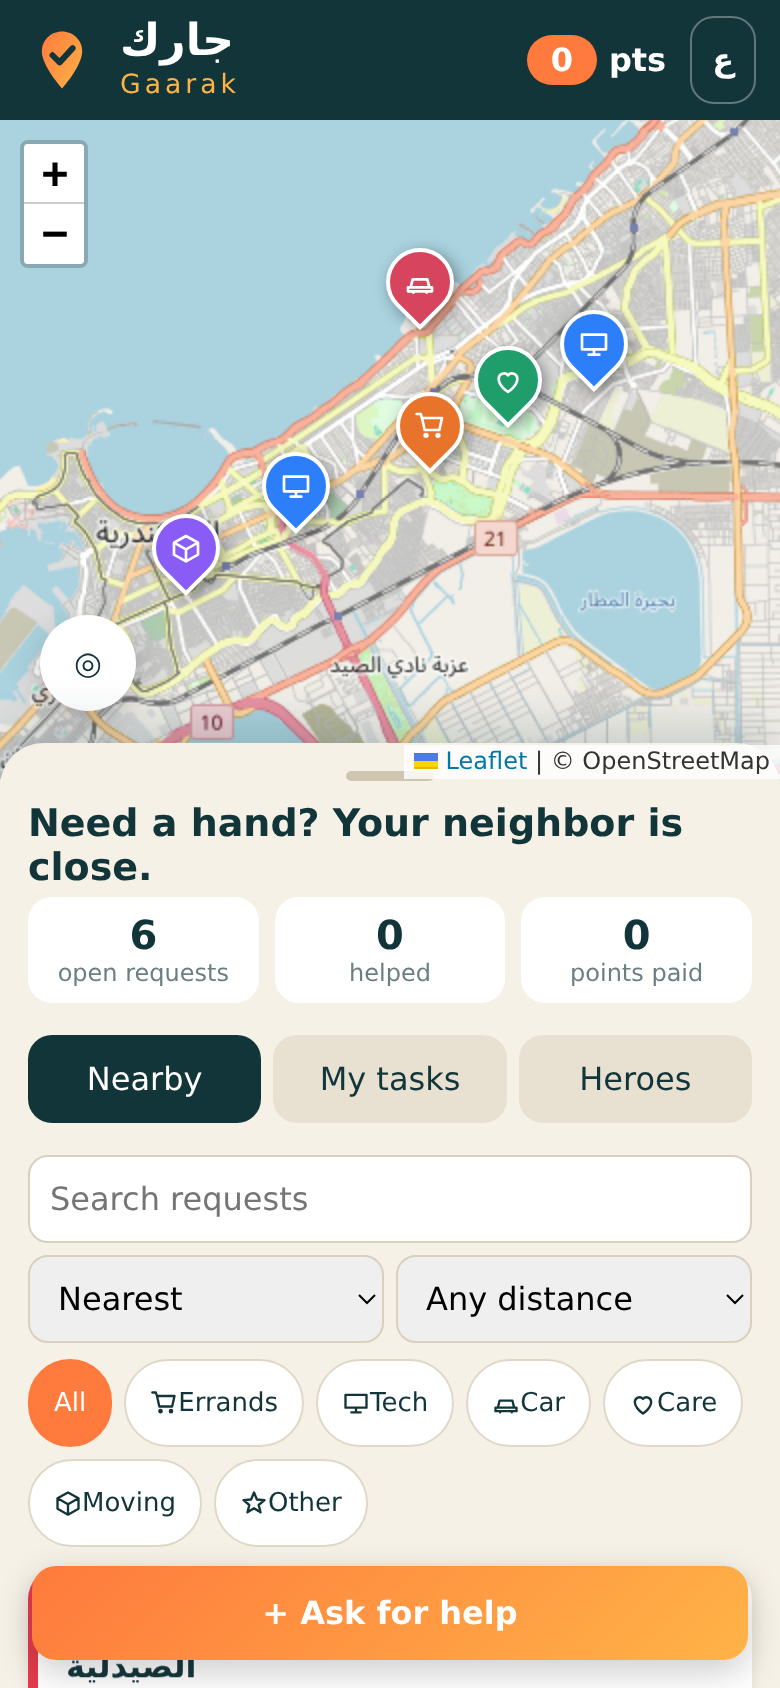 جارك
Gaarak
0 pts
ع
+
−
21
بحيرة المطار
عزبة نادي الصيد
10
Leaflet | © OpenStreetMap
Need a hand? Your neighbor is
close.
6
open requests
0
helped
0
points paid
Nearby
My tasks
Heroes
Search requests
Nearest
Any distance
All
Errands
Tech
Car
Care
Moving
Other
+ Ask for help
الصيدلية